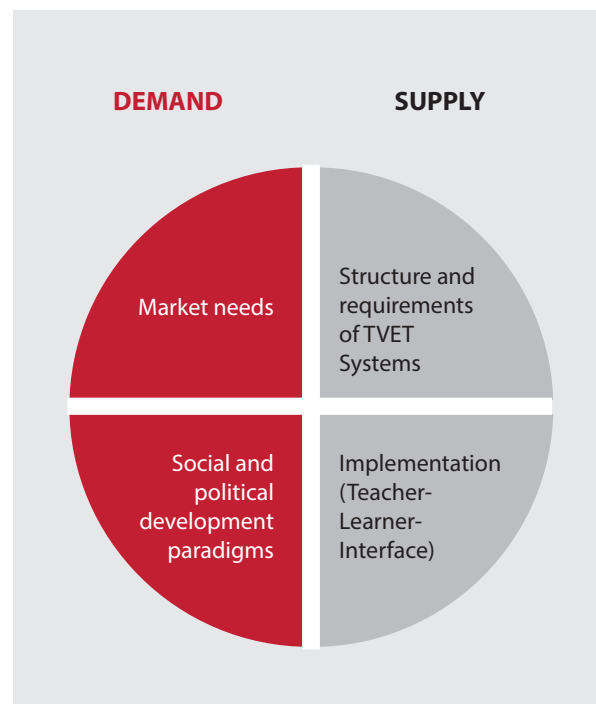 DEMAND
SUPPLY
Market needs
Structure and
requirements
of TVET
Systems
Social and
political
development
paradigms
Implementation
(Teacher-
Learner-
Interface)